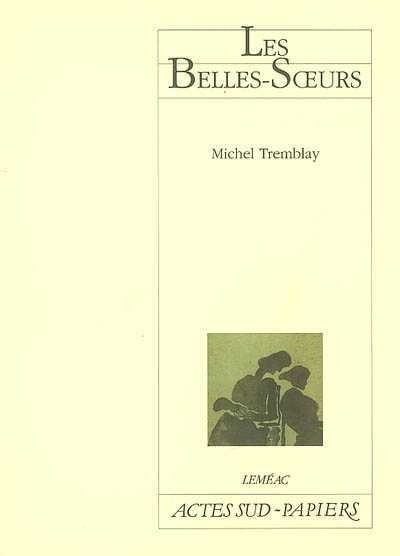 LES
BELLES-SŒURS
Michel Tremblay
LEMÉAC
ACTES SUD-PAPIERS